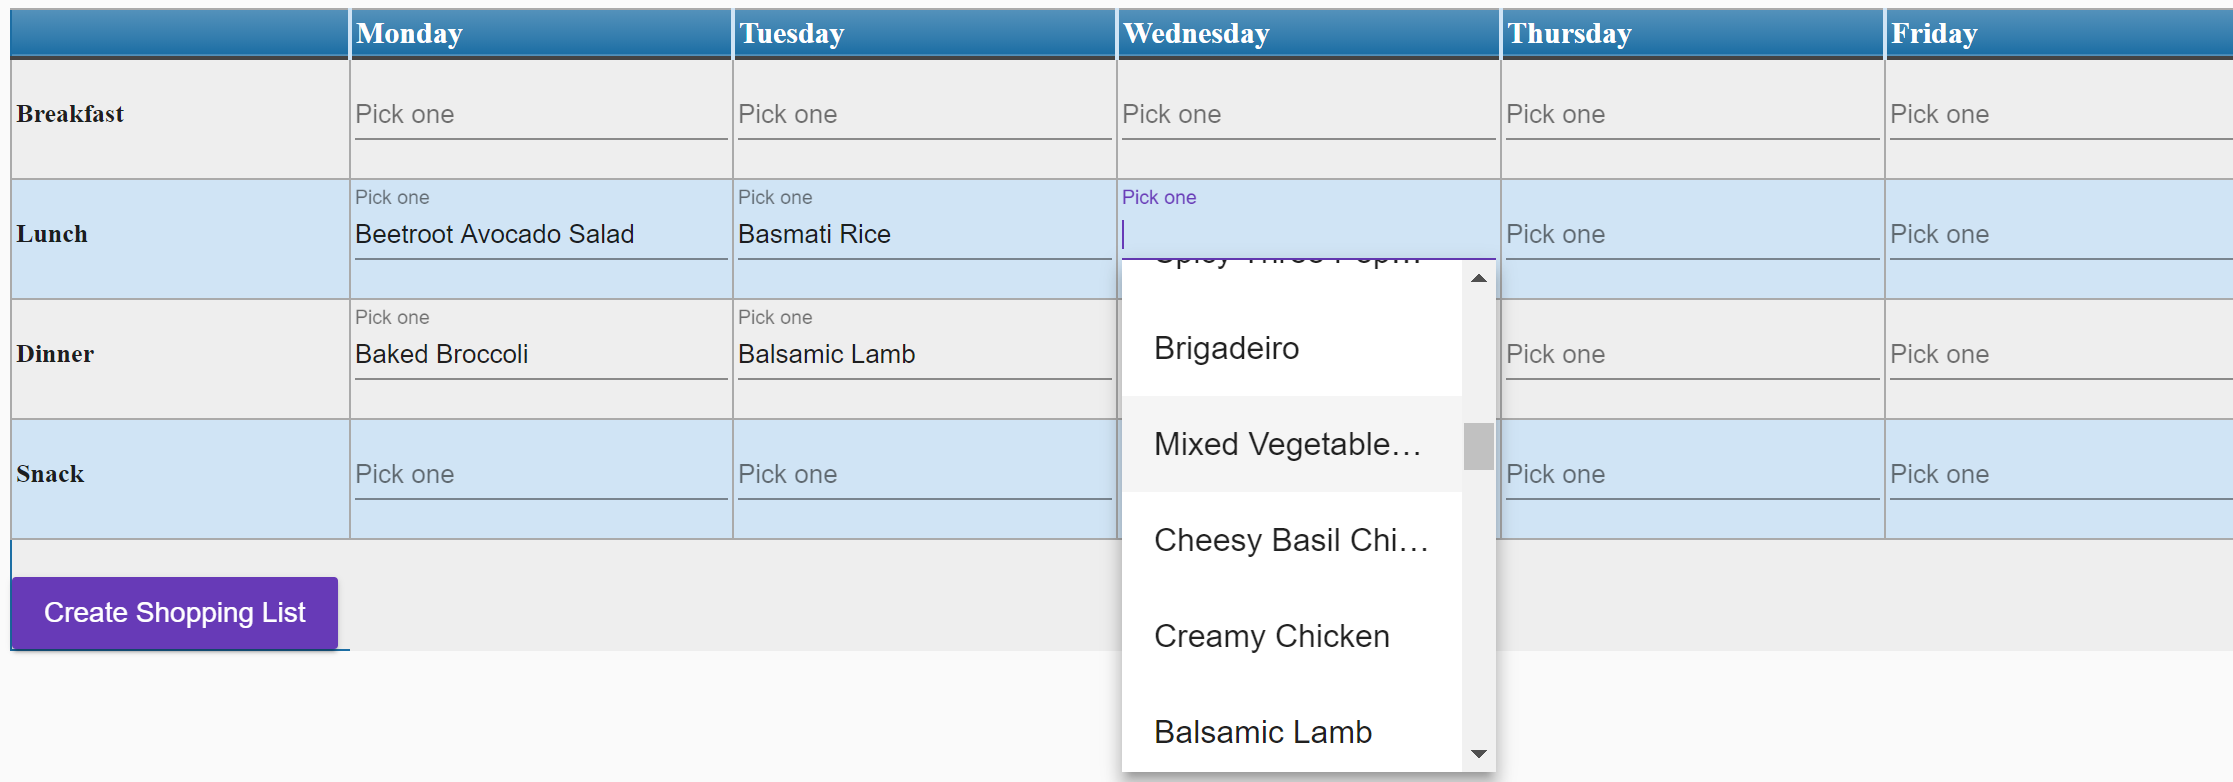 Monday Tuesday Wednesday Thursday Friday
Breakfast Pick one Pick one Pick one Pick one Pick one
Pick one Pick one Pick one
Lunch Beetroot Avocado Salad Basmati Rice Pick one Pick one
Pick one Pick one
Dinner Baked Broccoli Balsamic Lamb Pick one Pick one
Snack Pick one Pick one Pick one Pick one
Brigadeiro
Mixed Vegetable…
Cheesy Basil Chi…
Creamy Chicken
Balsamic Lamb
Create Shopping List